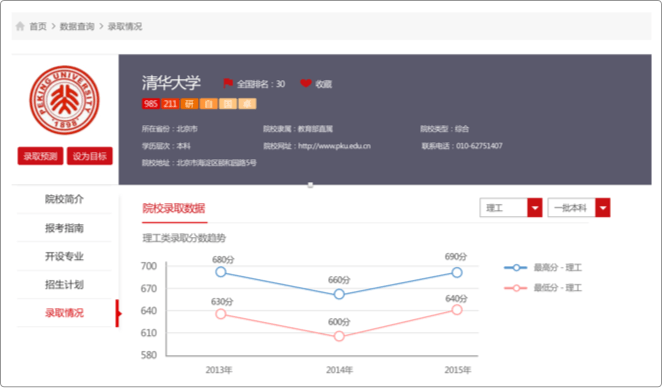 首页 > 数据查询 > 录取情况
PEKING UNIVERSITY
1898
录取预测 设为目标
清华大学 全国排名：30 收藏
985 211 研 自
所在省份：北京市 院校隶属：教育部直属 院校类型：综合
学历层次：本科 院校网址：http://www.pku.edu.cn 联系电话：010-62751407
院校地址：北京市海淀区颐和园路5号
院校简介
报考指南
开设专业
招生计划
录取情况
院校录取数据 理工 一批本科
理工类录取分数趋势
700
670
640
610
580
680分 660分 690分
630分 600分 640分
2013年 2014年 2015年
最高分 - 理工
最低分 - 理工